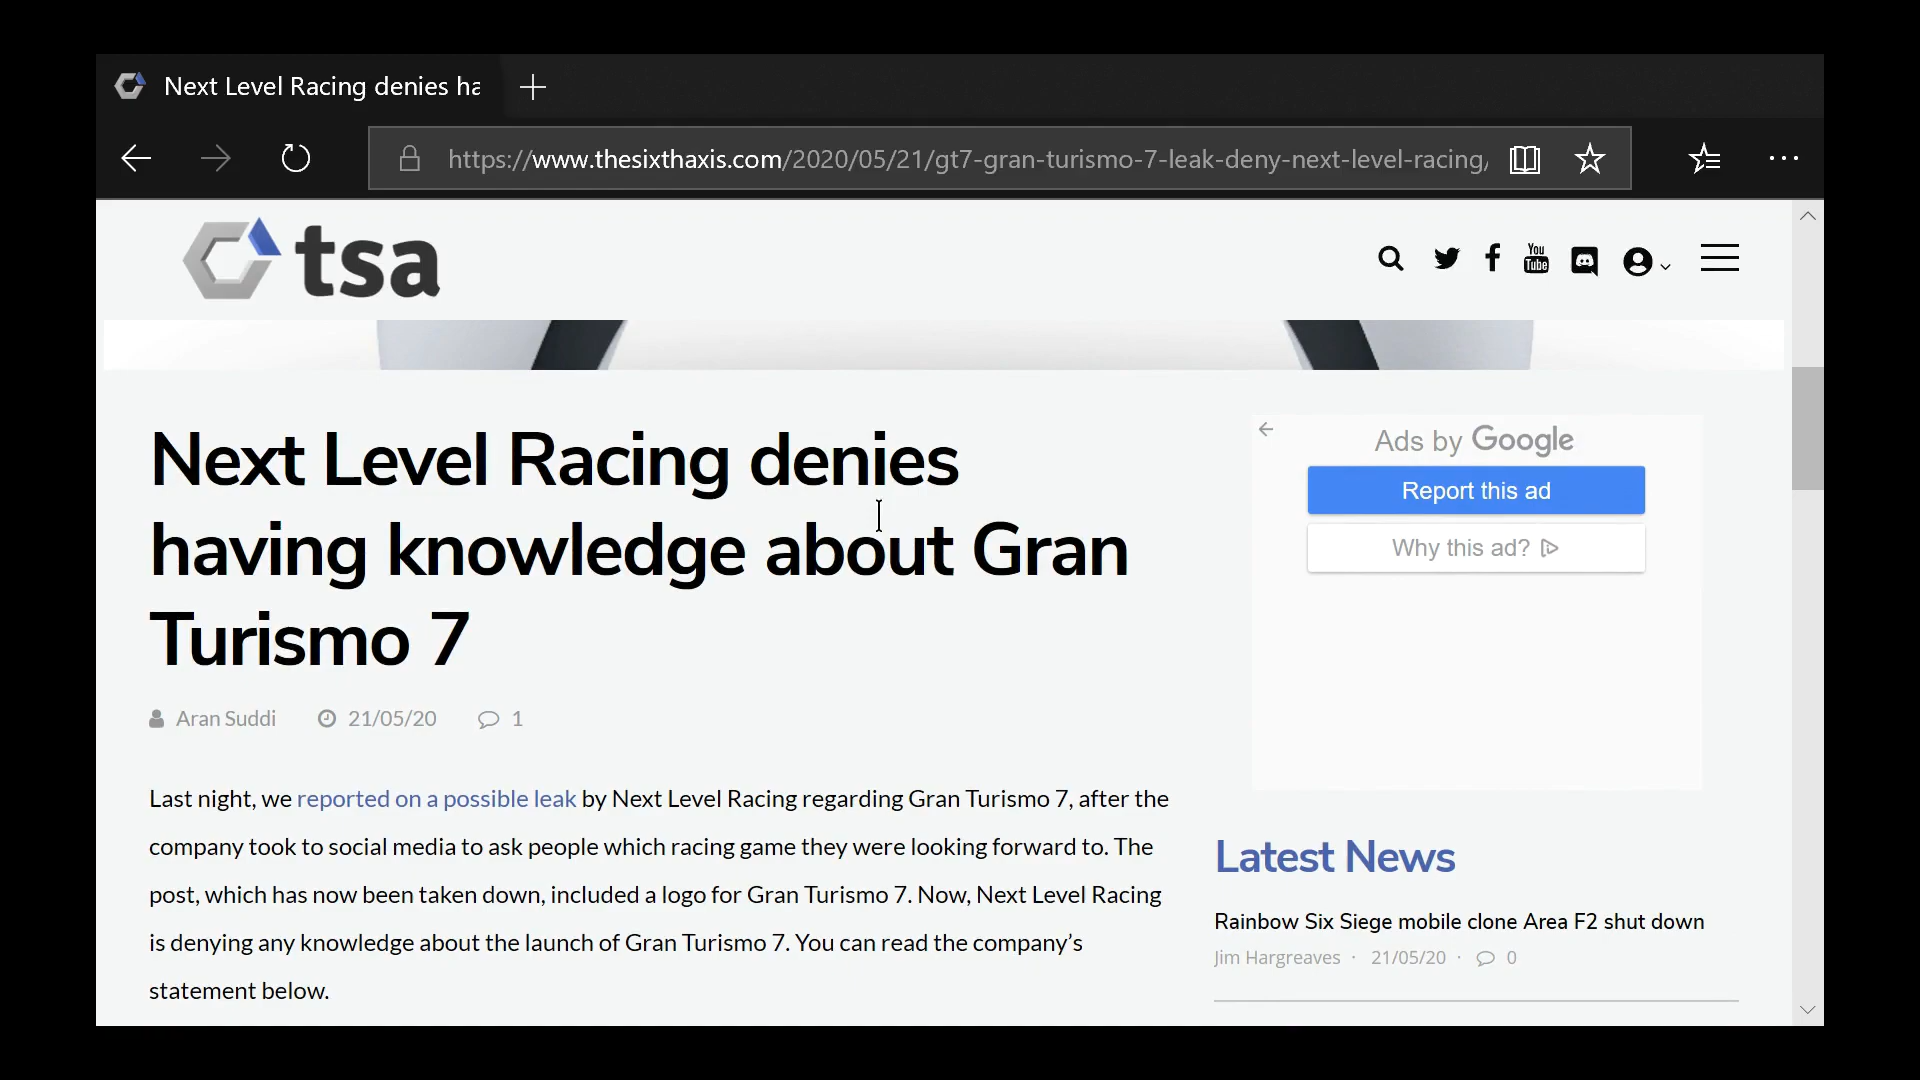 Next Level Racing denies ha
https://www.thesixthaxis.com/2020/05/21/gt7-gran-turismo-7-leak-deny-next-level-racing/
tsa
You
Tube
Next Level Racing denies
having knowledge about Gran
Turismo 7
Aran Suddi 21/05/20 1
Last night, we reported on a possible leak by Next Level Racing regarding Gran Turismo 7, after the
company took to social media to ask people which racing game they were looking forward to. The
post, which has now been taken down, included a logo for Gran Turismo 7. Now, Next Level Racing
is denying any knowledge about the launch of Gran Turismo 7. You can read the company’s
statement below.
Ads by Google
Report this ad
Why this ad?
Latest News
Rainbow Six Siege mobile clone Area F2 shut down
Jim Hargreaves · 21/05/20 · 0